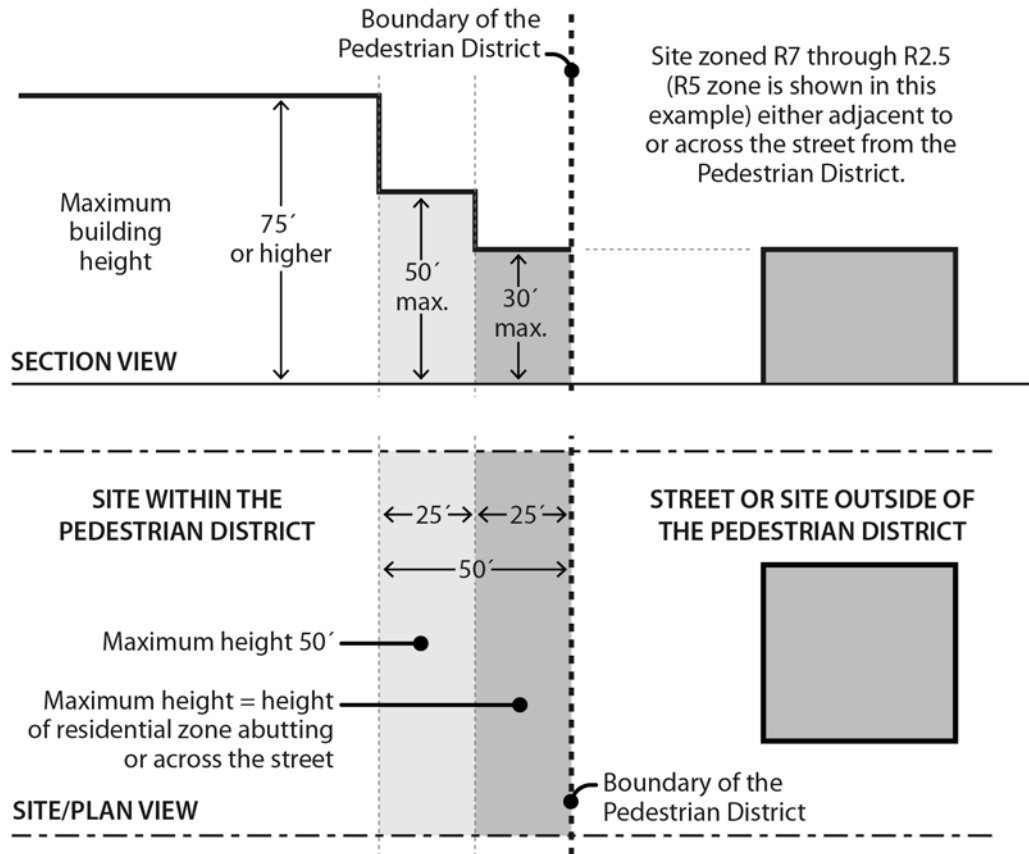 Boundary of the
Pedestrian District
Site zoned R7 through R2.5
(R5 zone is shown in this
example) either adjacent to
or across the street from the
Pedestrian District.
Maximum
building
height
75´
or higher
50´
max.
30´
max.
SECTION VIEW
SITE WITHIN THE
PEDESTRIAN DISTRICT
STREET OR SITE OUTSIDE OF
THE PEDESTRIAN DISTRICT
25´
25´
50´
Maximum height 50´
Maximum height = height
of residential zone abutting
or across the street
Boundary of the
Pedestrian District
SITE/PLAN VIEW